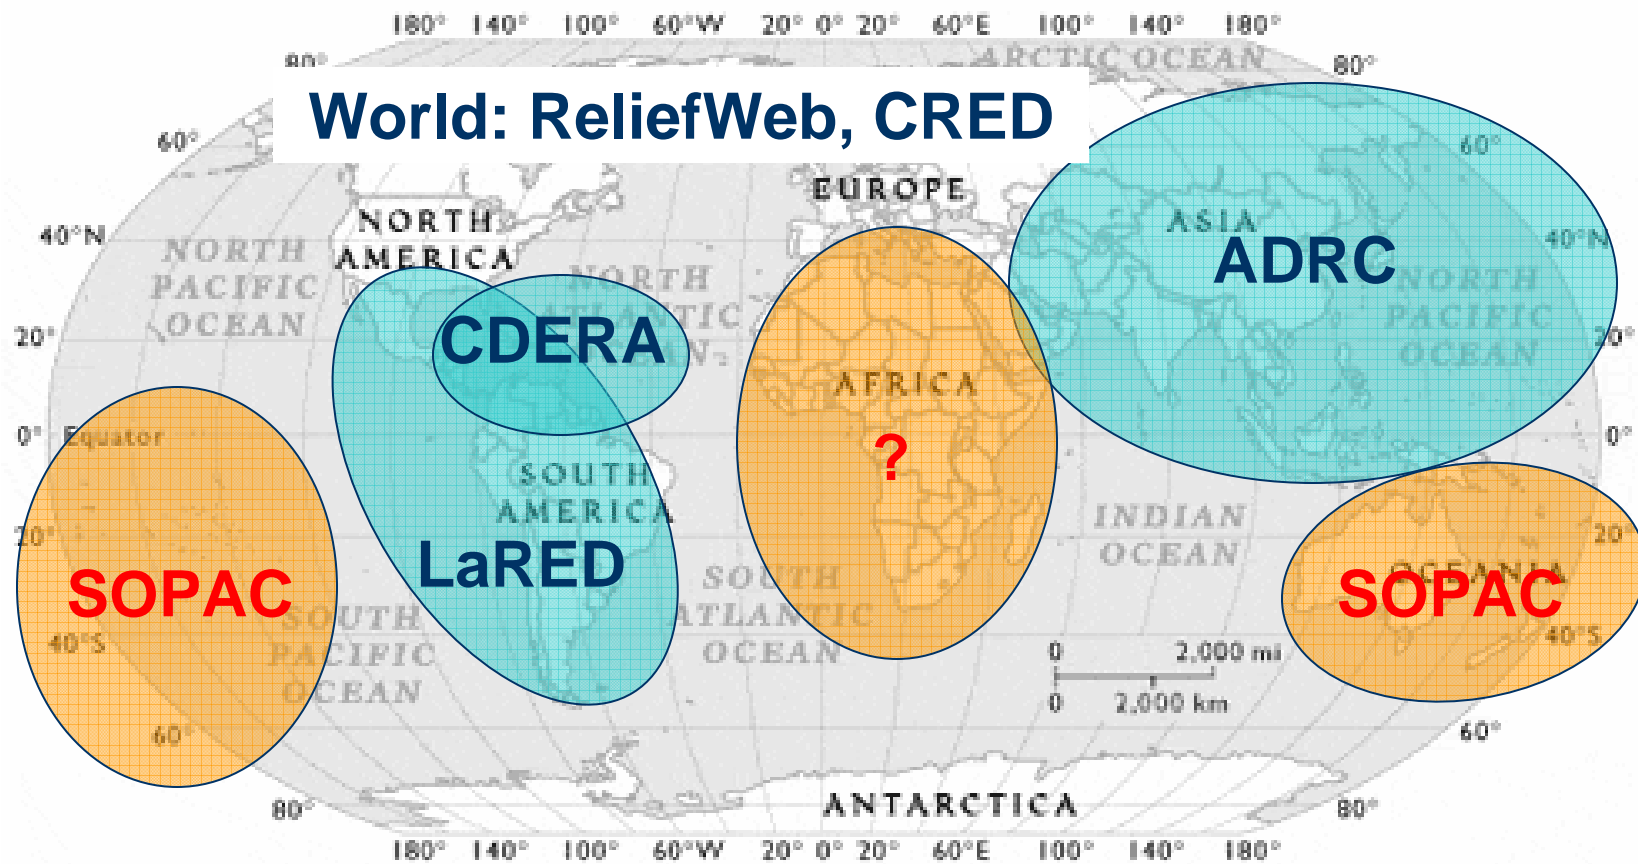 180° 140° 100° 60°W 20° 0° 20° 60°E 100° 140° 180°
ARCTIC OCEAN
80° 80°
World: ReliefWeb, CRED
60° 60°
EUROPE
NORTH
AMERICA
ASIA
40°N 40°N
NORTH
PACIFIC
OCEAN
ADRC
NORTH
PACIFIC
OCEAN
NORTH
CDERA
20° 20°
AFRICA
0° Equator 0°
?
SOUTH
AMERICA
INDIAN
OCEAN
20° 20°
LaRED
SOPAC
SOUTH
PACIFIC
OCEAN
SOUTH
ATLANTIC
OCEAN
OCEANIA
SOPAC
40°S 40°S
0 2,000 mi
0 2,000 km
60° 60°
ANTARCTICA
80° 80°
180° 140° 100° 60°W 20° 0° 20° 60°E 100° 140° 180°